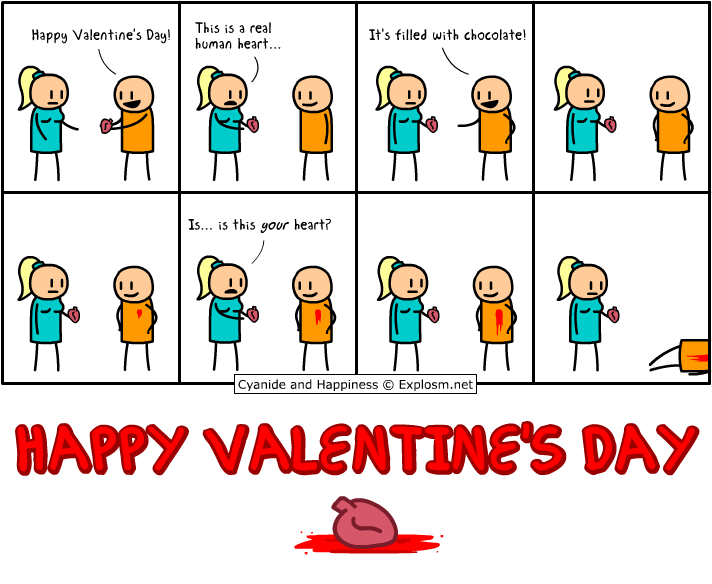 Happy Valentine's Day!
This is a real
human heart...
It's filled with chocolate!
Is... is this your heart?
Cyanide and Happiness © Explosm.net
HAPPY VALENTINE'S DAY